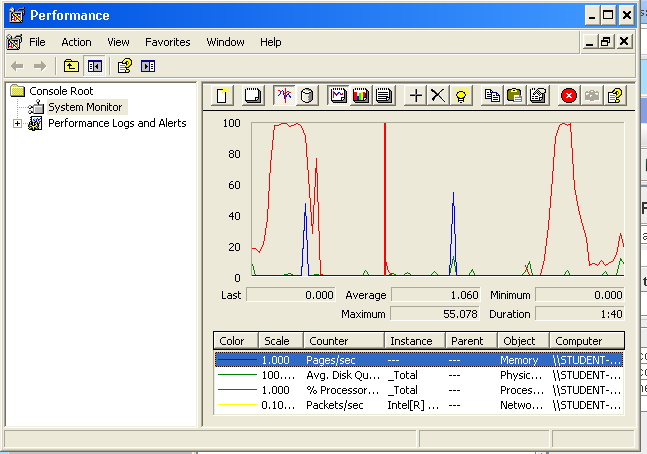 Performance
File Action View Favorites Window Help
Console Root
System Monitor
Performance Logs and Alerts
100
80
60
40
20
0
Last 0.000 Average 1.060 Minimum 0.000
Maximum 55.078 Duration 1:40
Color Scale Counter Instance Parent Object Computer
1.000 Pages/sec --- --- Memory \\STUDENT-...
100.... Avg. Disk Qu... _Total --- Physic... \\STUDENT-...
1.000 % Processor... _Total --- Proces... \\STUDENT-...
0.10... Packets/sec Intel[R] ... --- Netwo... \\STUDENT-...